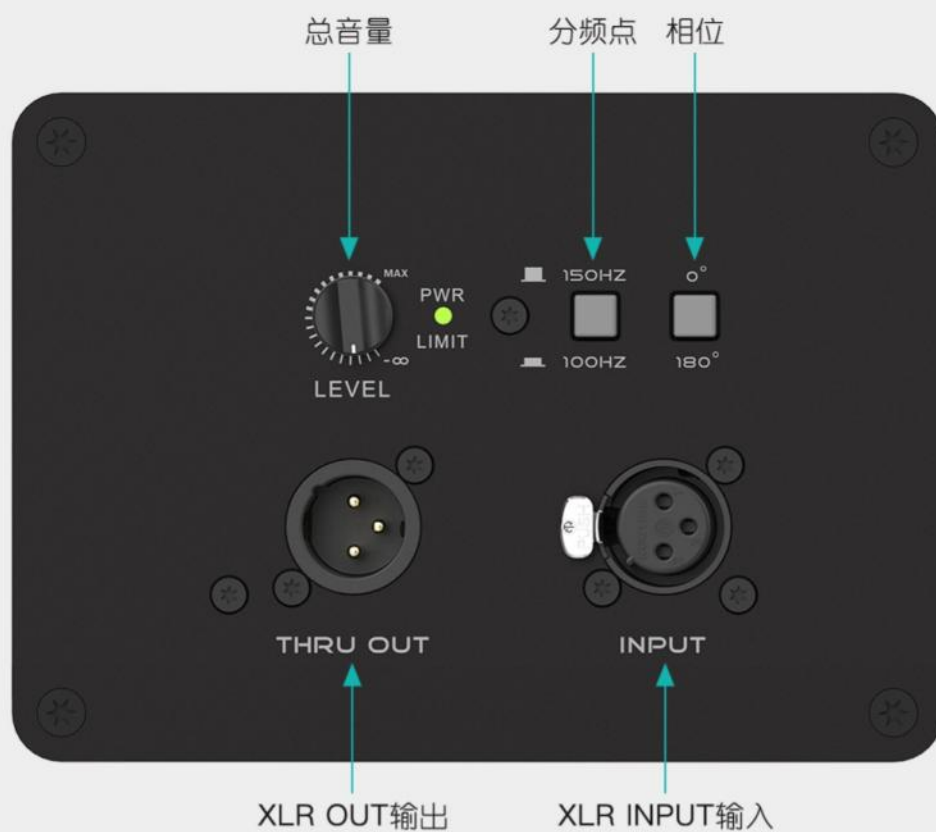 总音量 分频点 相位
MAX
PWR
LIMIT
-∞
LEVEL
150HZ
100HZ
0°
180°
THRU OUT
INPUT
XLR OUT输出
XLR INPUT输入